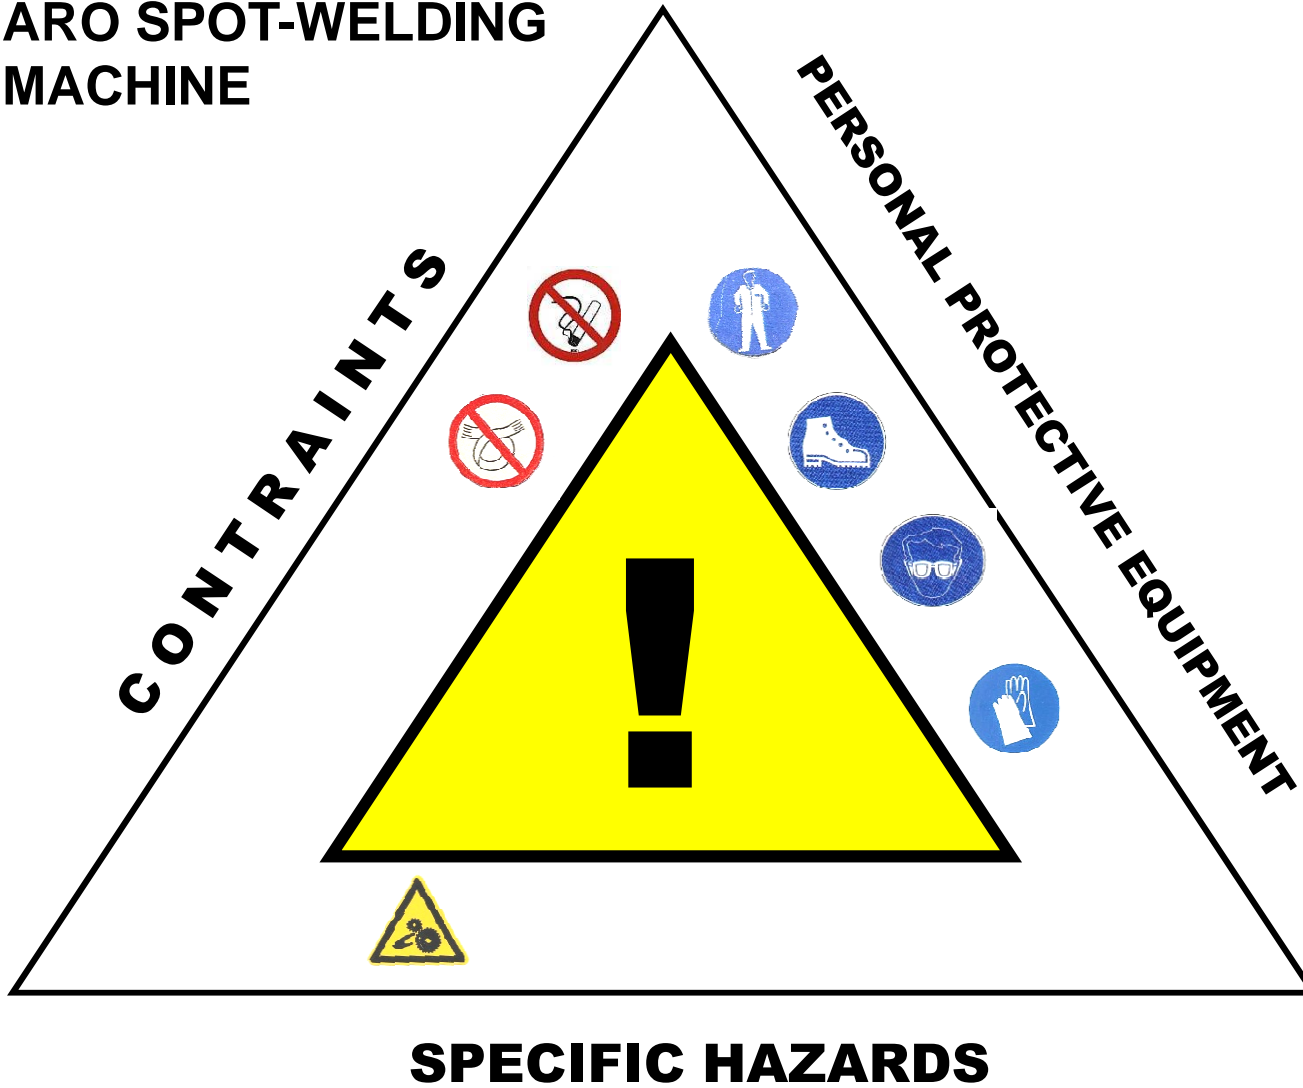 ARO SPOT-WELDING
MACHINE
CONTRAINTS
PERSONAL PROTECTIVE EQUIPMENT
!
SPECIFIC HAZARDS